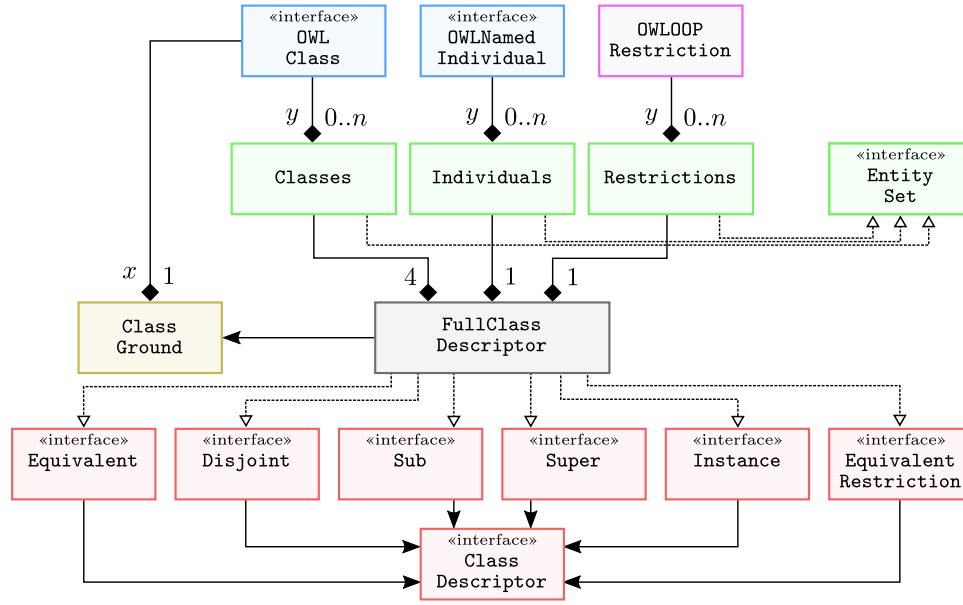 «interface»
OWL
Class
«interface»
OWLNamed
Individual
OWLOOP
Restriction
y 0..n
y 0..n
y 0..n
Classes
Individuals
Restrictions
«interface»
Entity
Set
x 1
4
1
1
Class
Ground
FullClass
Descriptor
«interface»
Equivalent
«interface»
Disjoint
«interface»
Sub
«interface»
Super
«interface»
Instance
«interface»
Equivalent
Restriction
«interface»
Class
Descriptor